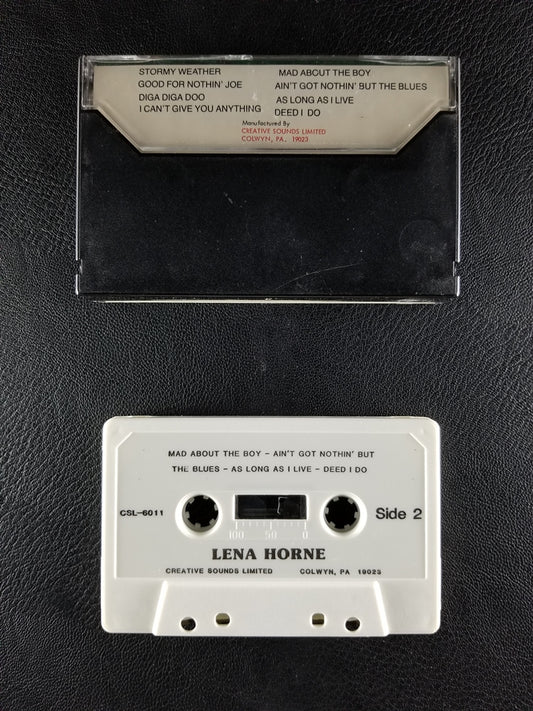 STORMY WEATHER
GOOD FOR NOTHIN' JOE
DIGA DIGA DOO
I CAN'T GIVE YOU ANYTHING
MAD ABOUT THE BOY
AIN'T GOT NOTHIN' BUT THE BLUES
AS LONG AS I LIVE
DEED I DO
Manufactured By
CREATIVE SOUNDS LIMITED
COLWYN, PA. 19023
MAD ABOUT THE BOY – AIN'T GOT NOTHIN' BUT
THE BLUES – AS LONG AS I LIVE – DEED I DO
CSL–6011
Side 2
100 50 0
LENA HORNE
CREATIVE SOUNDS LIMITED COLWYN, PA 19023